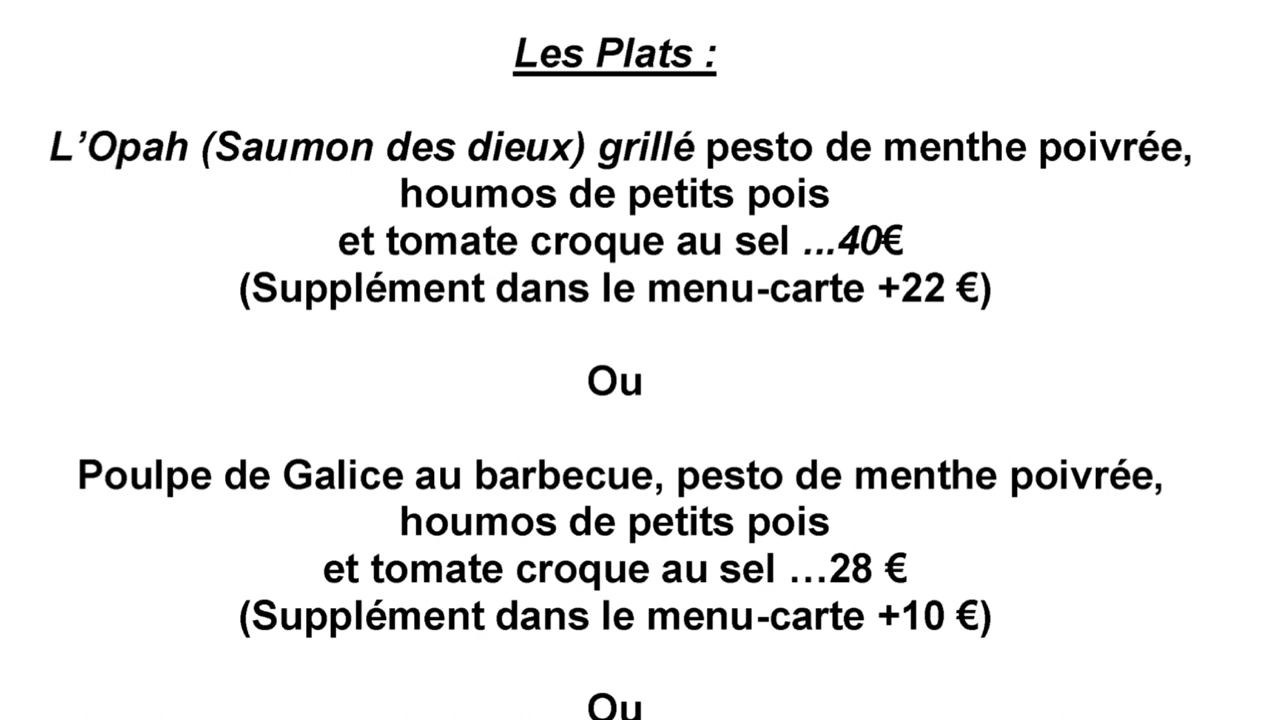 Les Plats :
L’Opah (Saumon des dieux) grillé pesto de menthe poivrée,
houmos de petits pois
et tomate croque au sel ...40€
(Supplément dans le menu-carte +22 €)
Ou
Poulpe de Galice au barbecue, pesto de menthe poivrée,
houmos de petits pois
et tomate croque au sel …28 €
(Supplément dans le menu-carte +10 €)
Ou